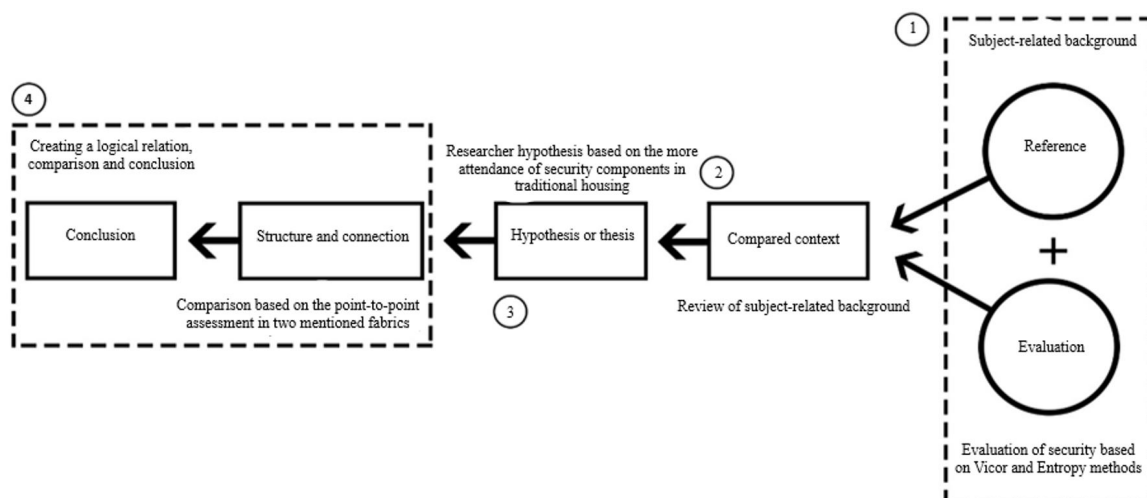 1
Subject-related background
Reference
+
Evaluation
Evaluation of security based
on Vicor and Entropy methods
2
Compared context
Review of subject-related background
Researcher hypothesis based on the more
attendance of security components in
traditional housing
Hypothesis or thesis
3
4
Creating a logical relation,
comparison and conclusion
Structure and connection
Comparison based on the point-to-point
assessment in two mentioned fabrics
Conclusion